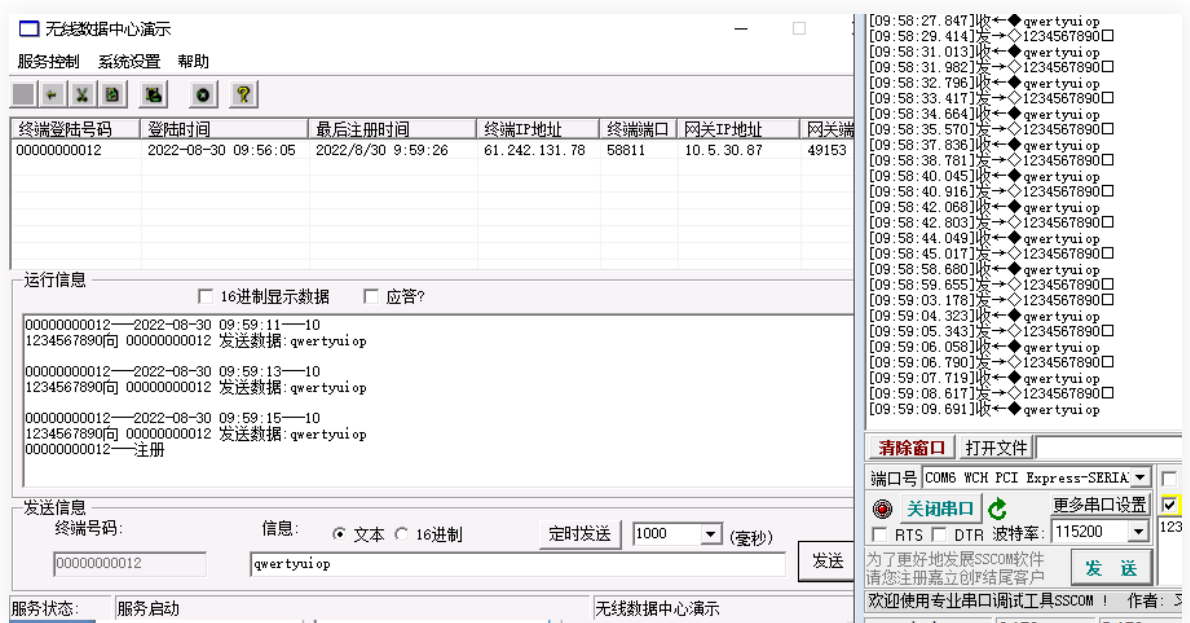 无线数据中心演示
服务控制 系统设置 帮助
终端登陆号码 登陆时间 最后注册时间 终端IP地址 终端端口 网关IP地址 网关端
00000000012 2022-08-30 09:56:05 2022/8/30 9:59:26 61.242.131.78 58811 10.5.30.87 49153
运行信息
16进制显示数据 应答?
00000000012——2022-08-30 09:59:11——10
1234567890向 00000000012 发送数据:qwertyuiop
00000000012——2022-08-30 09:59:13——10
1234567890向 00000000012 发送数据:qwertyuiop
00000000012——2022-08-30 09:59:15——10
1234567890向 00000000012 发送数据:qwertyuiop
00000000012——注册
发送信息
终端号码: 信息: 文本 16进制 定时发送 1000 (毫秒)
00000000012 qwertyuiop 发送
服务状态: 服务启动 无线数据中心演示
[09:58:27.847]收←◆qwertyuiop
[09:58:29.414]发→◇1234567890□
[09:58:31.013]收←◆qwertyuiop
[09:58:31.982]发→◇1234567890□
[09:58:32.796]收←◆qwertyuiop
[09:58:33.417]发→◇1234567890□
[09:58:34.664]收←◆qwertyuiop
[09:58:35.570]发→◇1234567890□
[09:58:37.836]收←◆qwertyuiop
[09:58:38.781]发→◇1234567890□
[09:58:40.045]收←◆qwertyuiop
[09:58:40.916]发→◇1234567890□
[09:58:42.068]收←◆qwertyuiop
[09:58:42.803]发→◇1234567890□
[09:58:44.049]收←◆qwertyuiop
[09:58:45.017]发→◇1234567890□
[09:58:58.680]收←◆qwertyuiop
[09:58:59.655]发→◇1234567890□
[09:59:03.178]发→◇1234567890□
[09:59:04.323]收←◆qwertyuiop
[09:59:05.343]发→◇1234567890□
[09:59:06.058]收←◆qwertyuiop
[09:59:06.790]发→◇1234567890□
[09:59:07.719]收←◆qwertyuiop
[09:59:08.617]发→◇1234567890□
[09:59:09.691]收←◆qwertyuiop
清除窗口 打开文件
端口号 COM6 WCH PCI Express-SERIA
关闭串口 更多串口设置
RTS DTR 波特率: 115200 123
为了更好地发展SSCOM软件
请您注册嘉立创F结尾客户
发 送
欢迎使用专业串口调试工具SSCOM ! 作者: